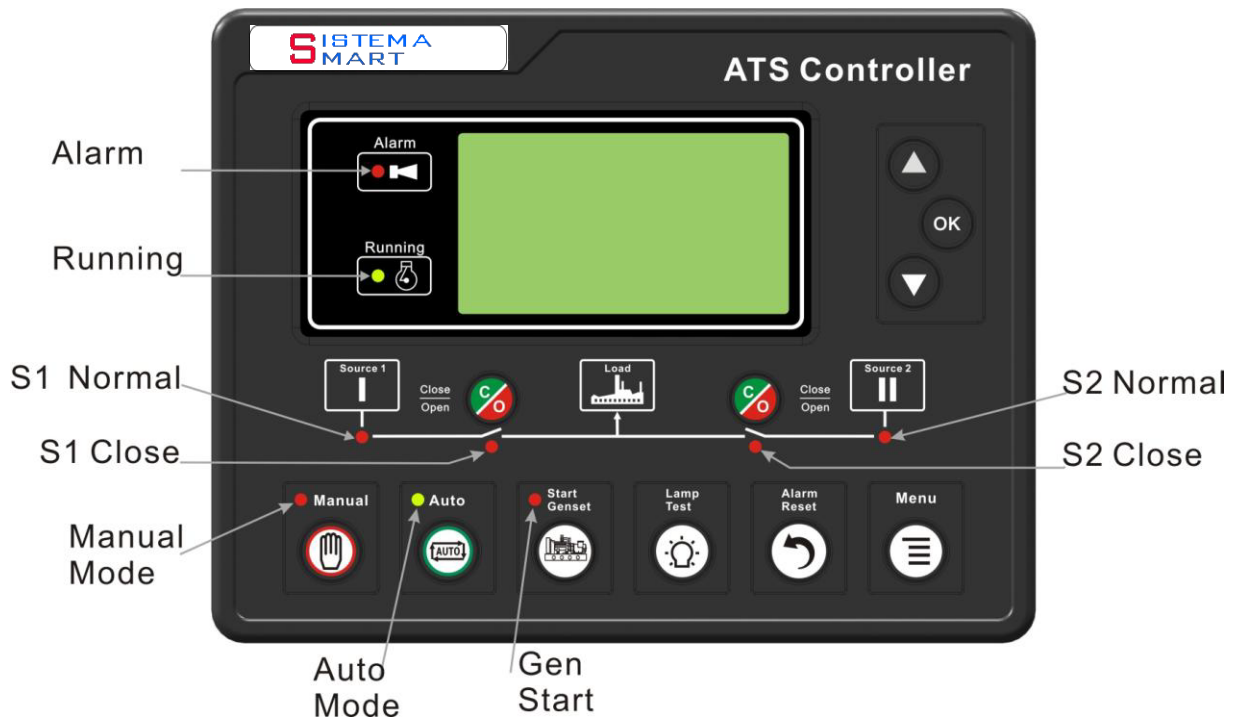 SISTEMA
SMART
ATS Controller
Alarm
Alarm
OK
Running
Running
S1 Normal
Source 1
I
Close
Open
C/O
Load
C/O
Close
Open
Source 2
II
S2 Normal
S1 Close
S2 Close
Manual
Auto
Start
Genset
Lamp
Test
Alarm
Reset
Menu
AUTO
Manual
Mode
Auto
Mode
Gen
Start